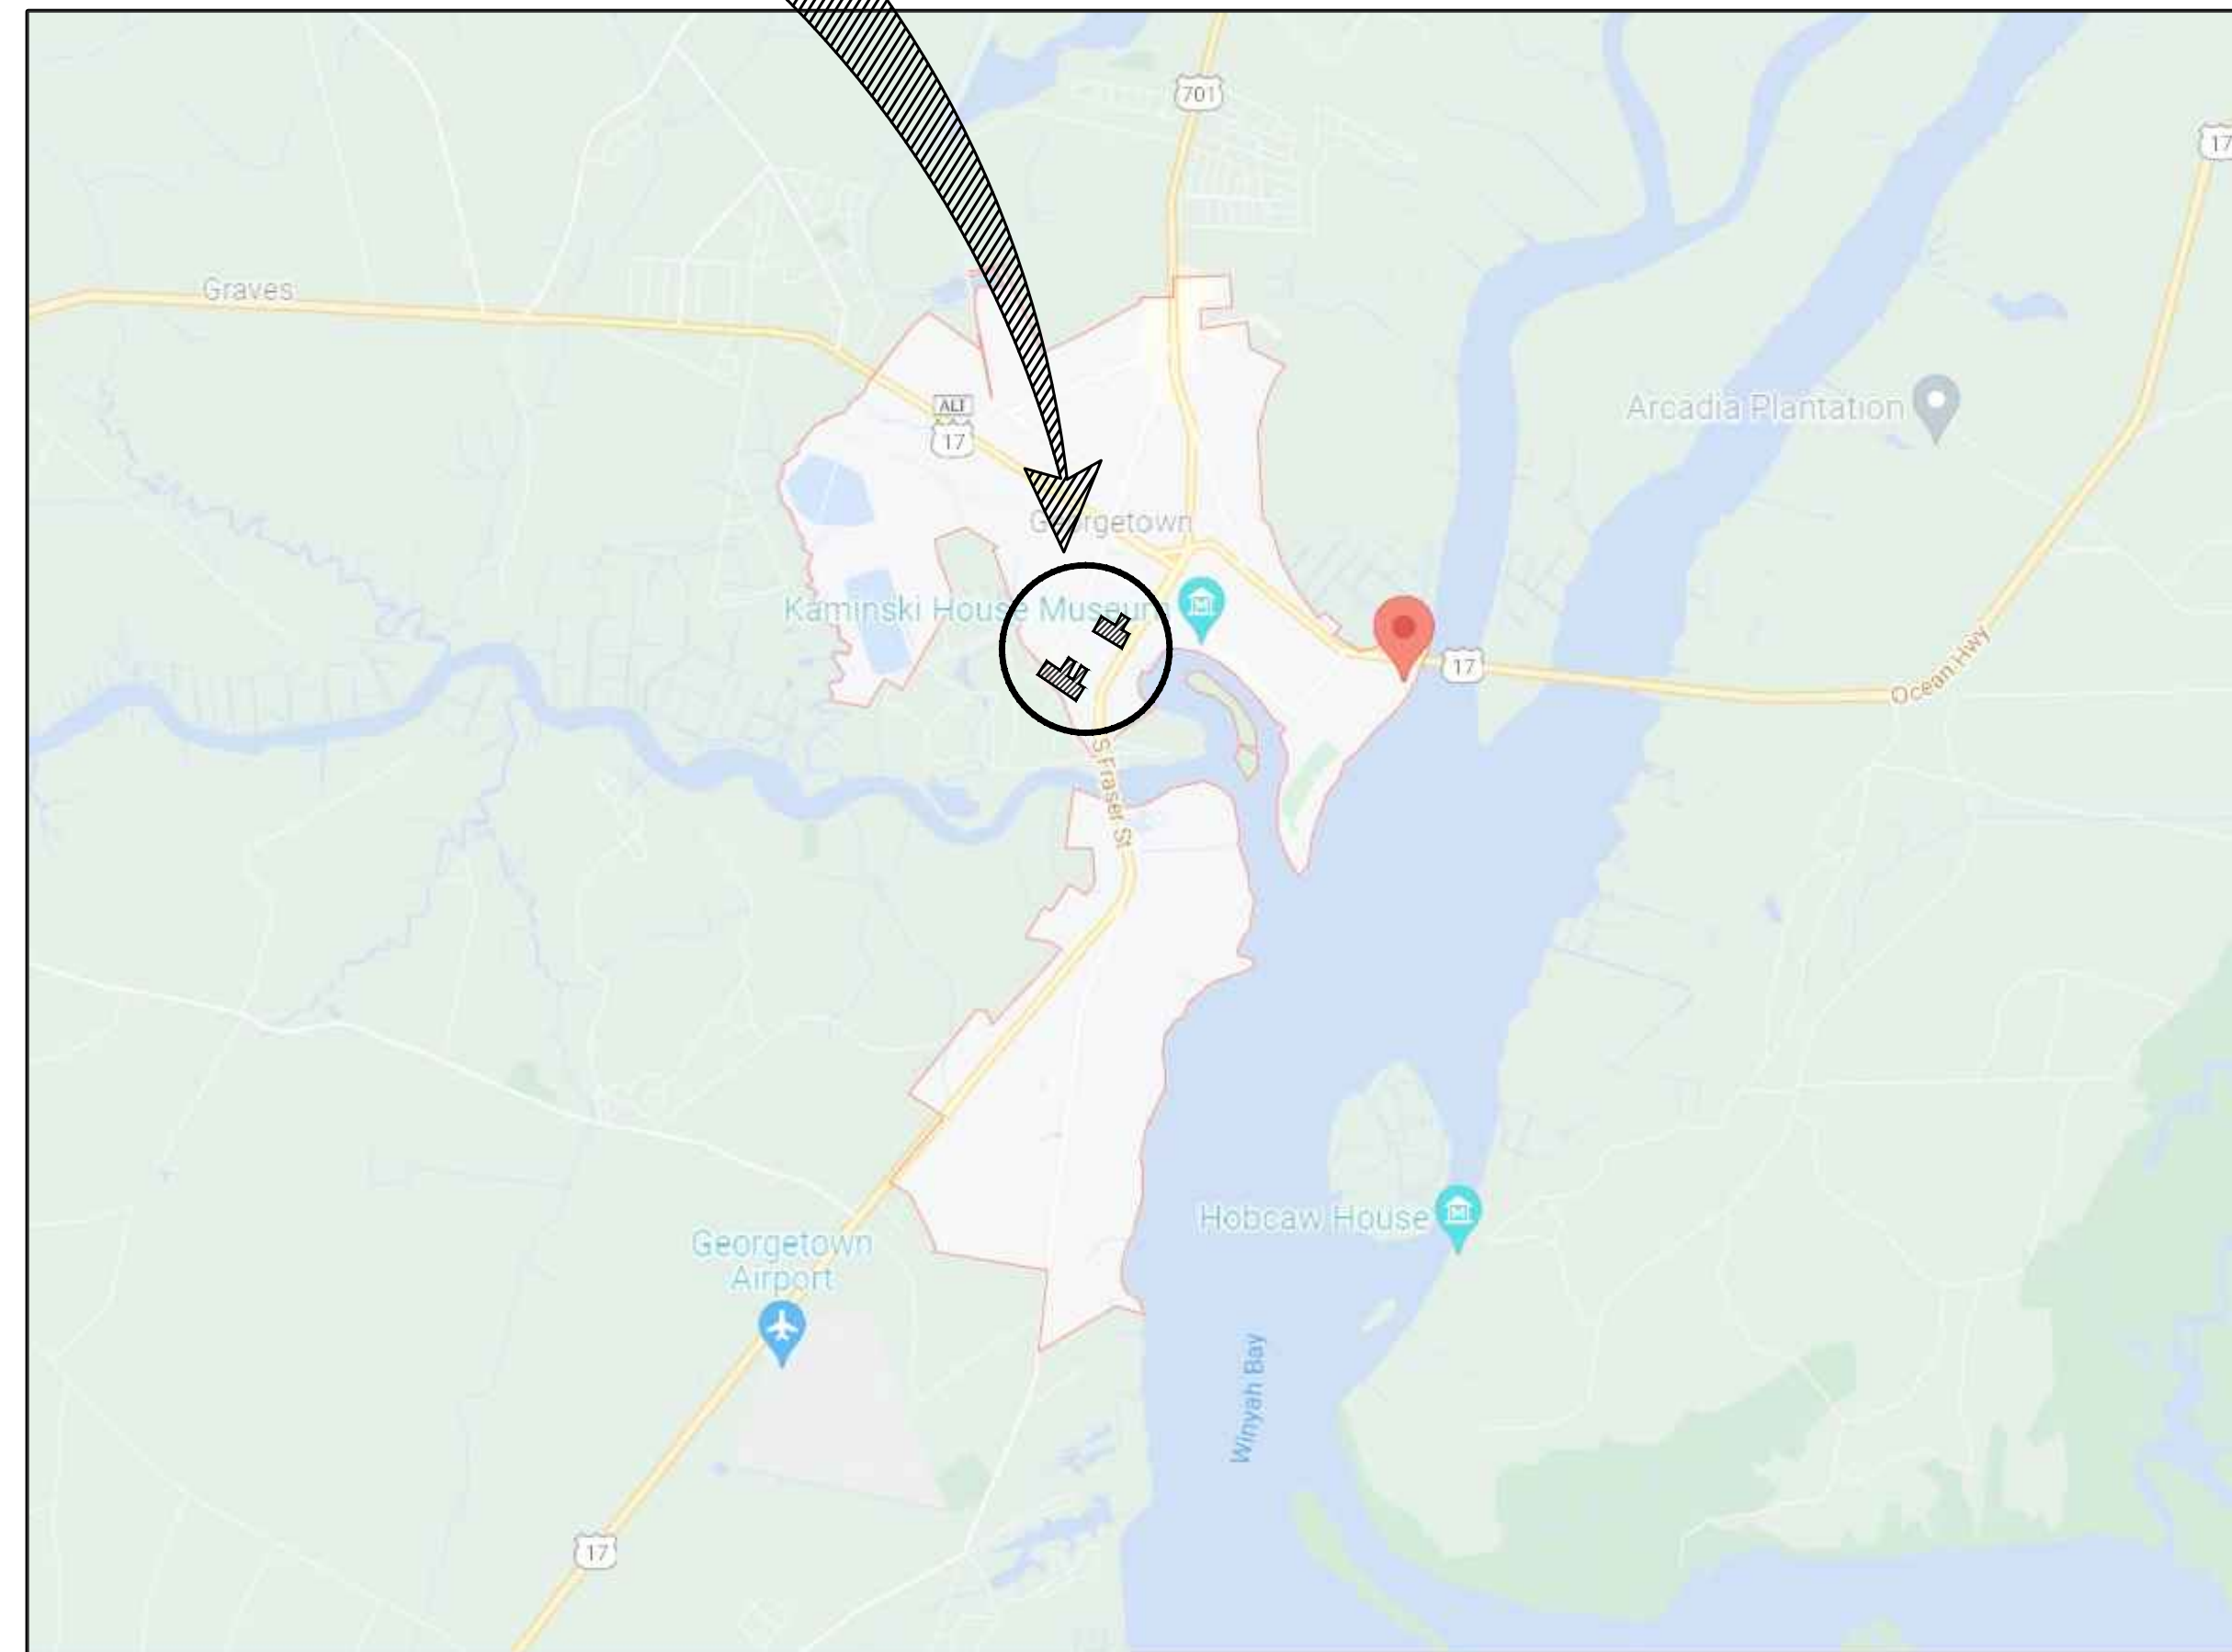 701
17
Graves
ALT
17
Arcadia Plantation
Georgetown
Kaminski House Museum
17
Ocean Hwy
S Fraser St
Hobcaw House
Georgetown
Airport
Winyah Bay
17